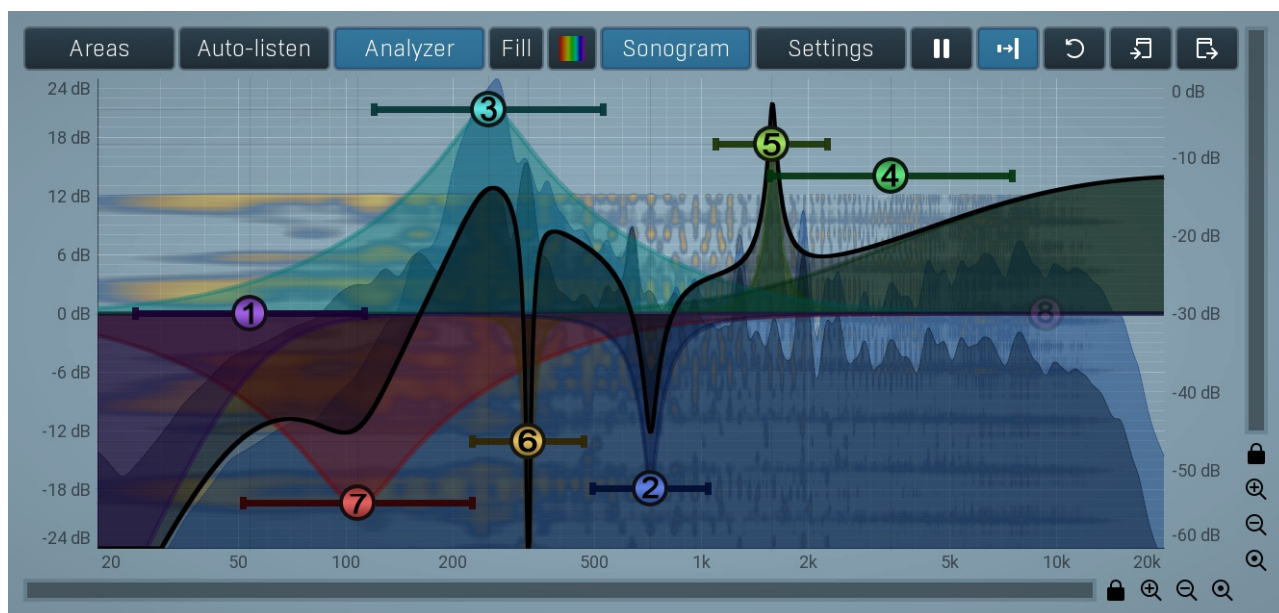 Areas Auto-listen Analyzer Fill Sonogram Settings
24 dB 0 dB
3
18 dB 5 -10 dB
4
12 dB -20 dB
6 dB
0 dB 1 8 -30 dB
-6 dB -40 dB
-12 dB 6
-18 dB 2 -50 dB
7
-24 dB -60 dB
20 50 100 200 500 1k 2k 5k 10k 20k